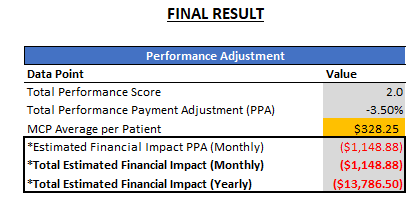 FINAL RESULT
Performance Adjustment
Data Point Value
Total Performance Score 2.0
Total Performance Payment Adjustment (PPA) -3.50%
MCP Average per Patient $328.25
*Estimated Financial Impact PPA (Monthly) ($1,148.88)
*Total Estimated Financial Impact (Monthly) ($1,148.88)
*Total Estimated Financial Impact (Yearly) ($13,786.50)